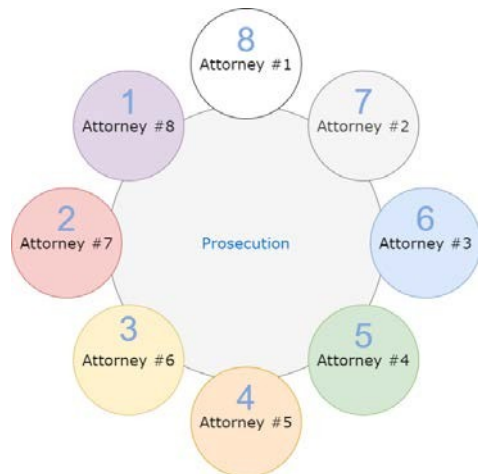 8
Attorney #1
1
Attorney #8
7
Attorney #2
2
Attorney #7
Prosecution
6
Attorney #3
3
Attorney #6
5
Attorney #4
4
Attorney #5